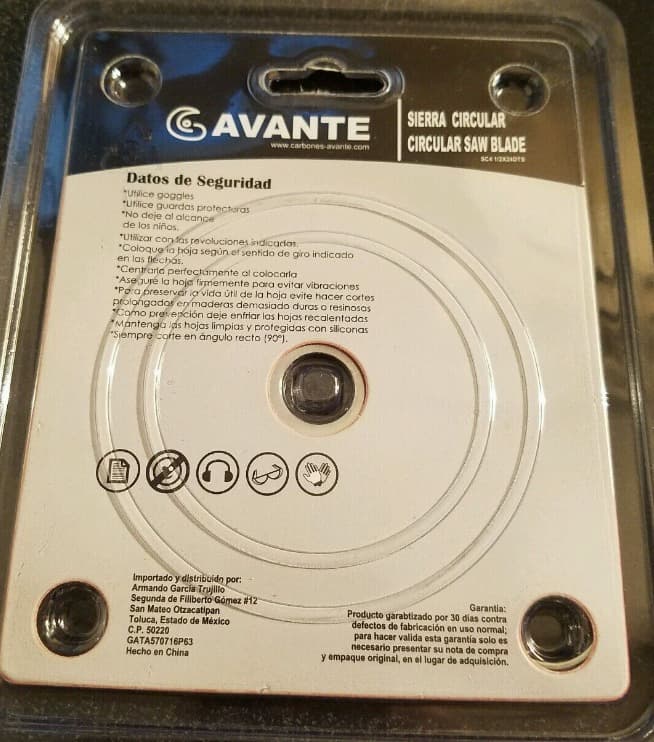 AVANTE
www.carbones-avante.com
SIERRA CIRCULAR
CIRCULAR SAW BLADE
SC4 1/2X24DTS
Datos de Seguridad
*Utilice goggles
*Utilice guardas protectoras
*No deje al alcance
de los niños.
*Utilizar con las revoluciones indicadas.
*Coloque la hoja según el sentido de giro indicado
en las flechas.
*Centrarla perfectamente al colocarla
*Asegure la hoja firmemente para evitar vibraciones
*Para preservar la vida útil de la hoja evite hacer cortes
prolongados en maderas demasiado duras o resinosas
*Como prevención deje enfriar las hojas recalentadas
*Mantenga las hojas limpias y protegidas con siliconas
*Siempre corte en ángulo recto (90°).
Importado y distribuido por:
Armando García Trujillo
Segunda de Filiberto Gómez #12
San Mateo Otzacatipan
Toluca, Estado de México
C.P. 50220
GATA570716P63
Hecho en China
Garantía:
Producto garabtizado por 30 días contra
defectos de fabricación en uso normal;
para hacer valida esta garantía solo es
necesario presentar su nota de compra
y empaque original, en el lugar de adquisición.